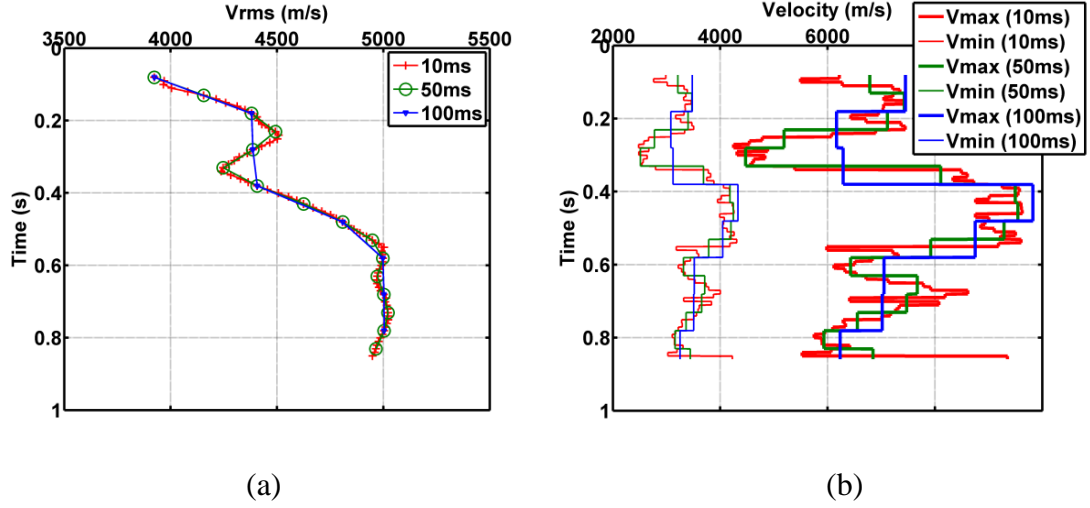 Vrms (m/s)
3500 4000 4500 5000 5500
0
0.2
0.4
0.6
0.8
1
Time (s)
10ms
50ms
100ms
(a)
Velocity (m/s)
2000 4000 6000
0
0.2
0.4
0.6
0.8
1
Time (s)
Vmax (10ms)
Vmin (10ms)
Vmax (50ms)
Vmin (50ms)
Vmax (100ms)
Vmin (100ms)
(b)